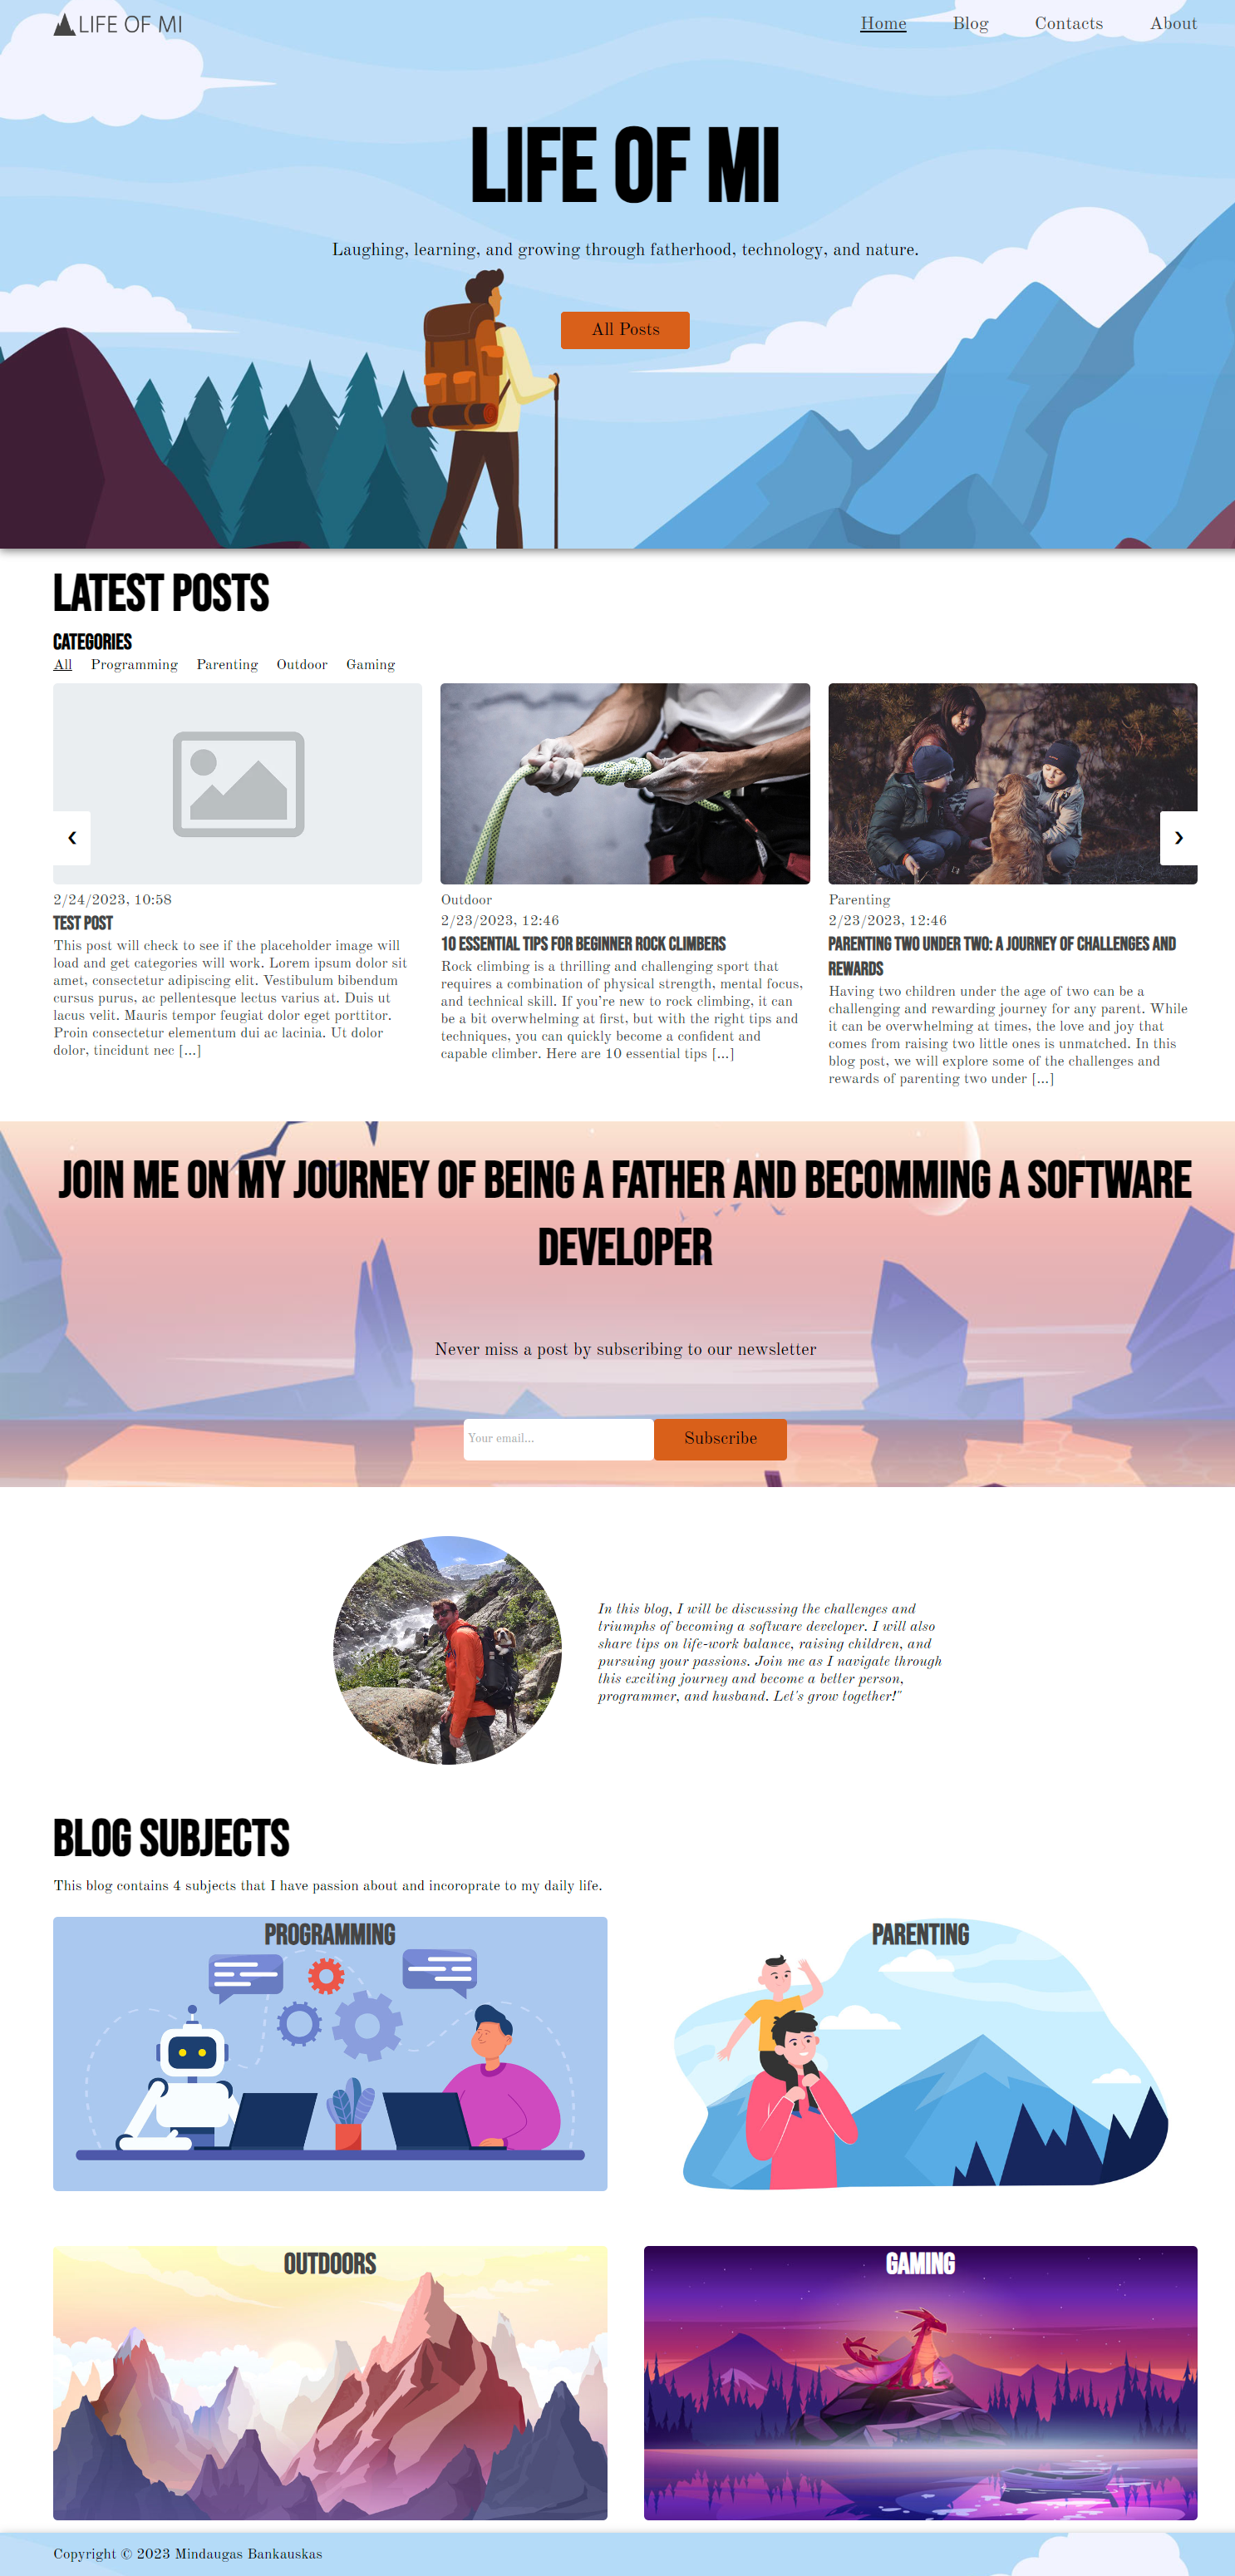 LIFE OF MI
Home Blog Contacts About
LIFE OF MI
Laughing, learning, and growing through fatherhood, technology, and nature.
All Posts
LATEST POSTS
CATEGORIES
All Programming Parenting Outdoor Gaming
2/24/2023, 10:58
TEST POST
This post will check to see if the placeholder image will
load and get categories will work. Lorem ipsum dolor sit
amet, consectetur adipiscing elit. Vestibulum bibendum
cursus purus, ac pellentesque lectus varius at. Duis ut
lacus velit. Mauris tempor feugiat dolor eget porttitor.
Proin consectetur elementum dui ac lacinia. Ut dolor
dolor, tincidunt nec [...]
Outdoor
2/23/2023, 12:46
10 ESSENTIAL TIPS FOR BEGINNER ROCK CLIMBERS
Rock climbing is a thrilling and challenging sport that
requires a combination of physical strength, mental focus,
and technical skill. If you're new to rock climbing, it can
be a bit overwhelming at first, but with the right tips and
techniques, you can quickly become a confident and
capable climber. Here are 10 essential tips [...]
Parenting
2/23/2023, 12:46
PARENTING TWO UNDER TWO: A JOURNEY OF CHALLENGES AND
REWARDS
Having two children under the age of two can be a
challenging and rewarding journey for any parent. While
it can be overwhelming at times, the love and joy that
comes from raising two little ones is unmatched. In this
blog post, we will explore some of the challenges and
rewards of parenting two under [...]
JOIN ME ON MY JOURNEY OF BEING A FATHER AND BECOMMING A SOFTWARE
DEVELOPER
Never miss a post by subscribing to our newsletter
Your email...
Subscribe
In this blog, I will be discussing the challenges and
triumphs of becoming a software developer. I will also
share tips on life-work balance, raising children, and
pursuing your passions. Join me as I navigate through
this exciting journey and become a better person,
programmer, and husband. Let's grow together!"
BLOG SUBJECTS
This blog contains 4 subjects that I have passion about and incoroprate to my daily life.
PROGRAMMING
PARENTING
OUTDOORS
GAMING
Copyright © 2023 Mindaugas Bankauskas